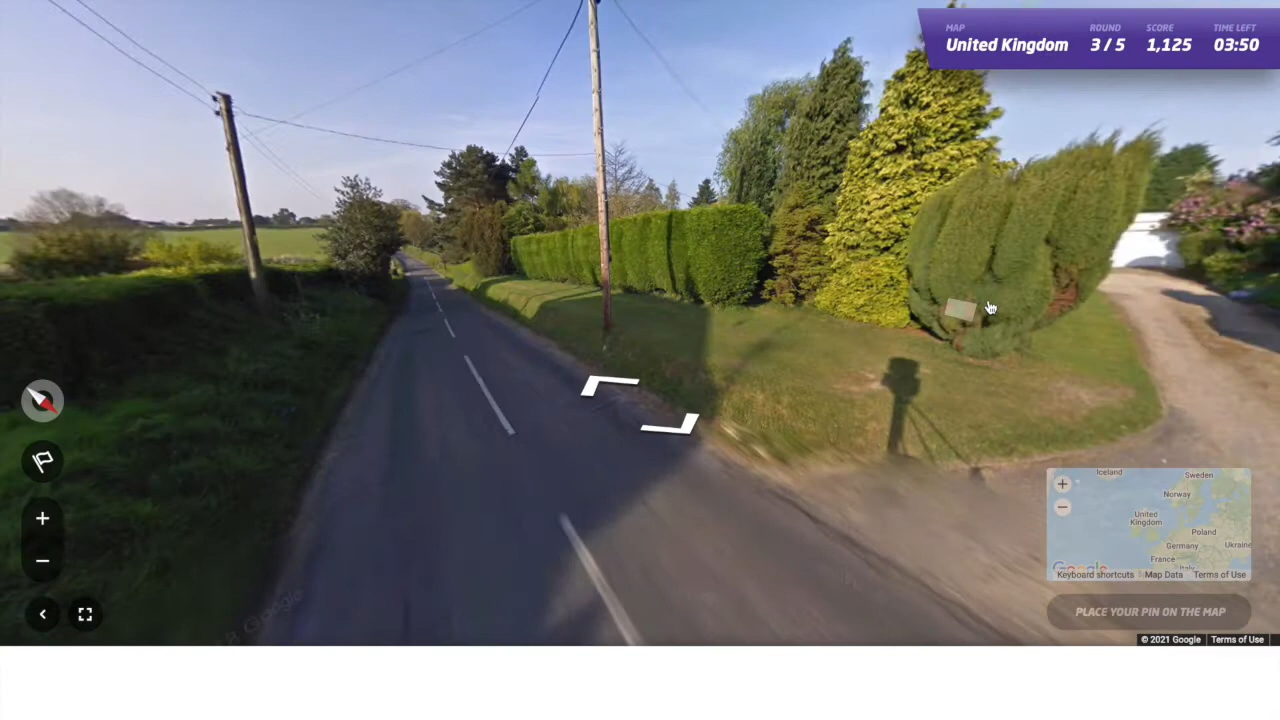 MAP
United Kingdom
ROUND
3 / 5
SCORE
1,125
TIME LEFT
03:50
Iceland
Sweden
Norway
United
Kingdom
Poland
Germany
Ukraine
France
Google
Keyboard shortcuts
Map Data
Terms of Use
PLACE YOUR PIN ON THE MAP
Google
© 2021 Google
Terms of Use